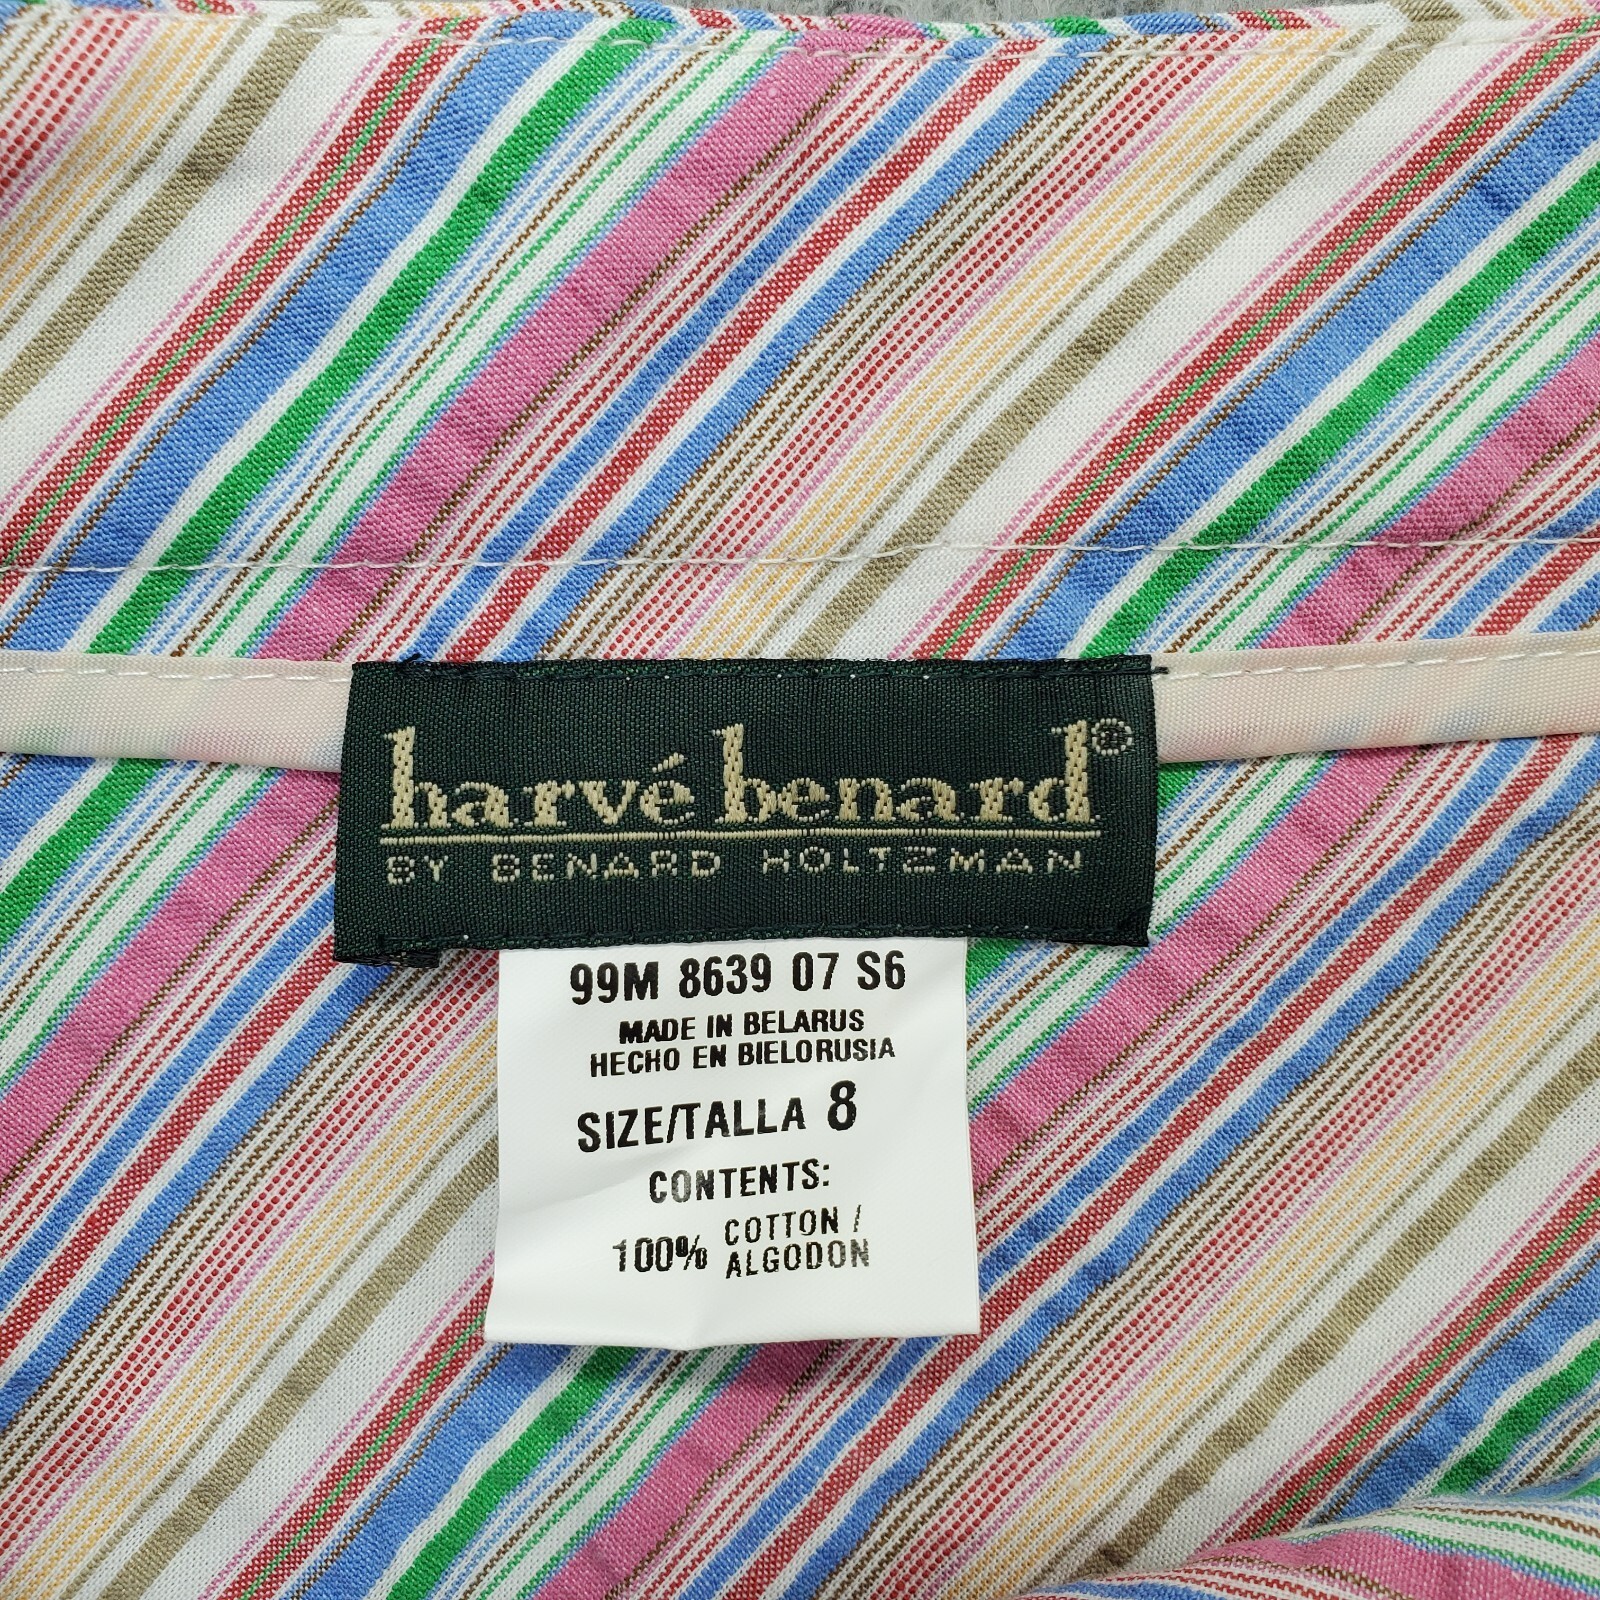 harvé benard®
BY BENARD HOLTZMAN
99M 8639 07 S6
MADE IN BELARUS
HECHO EN BIELORUSIA
SIZE/TALLA 8
CONTENTS:
100% COTTON /
ALGODON